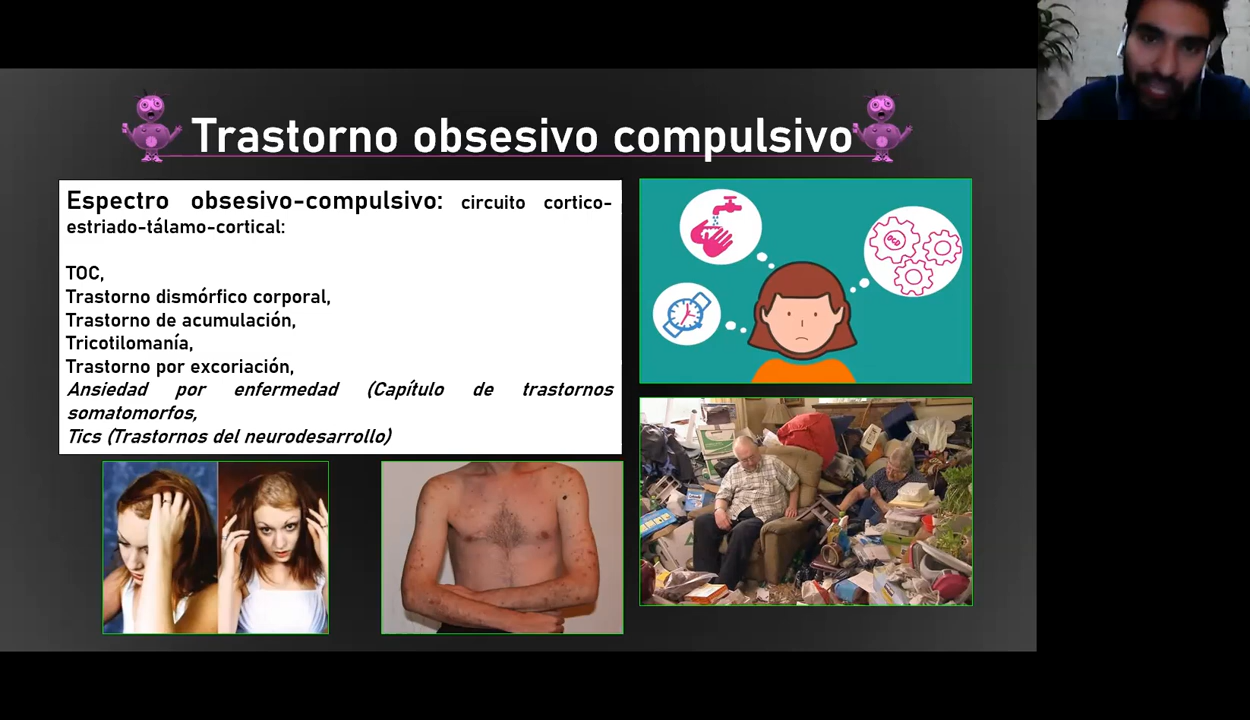 Trastorno obsesivo compulsivo
Espectro obsesivo-compulsivo: circuito cortico-
estriado-tálamo-cortical:
TOC,
Trastorno dismórfico corporal,
Trastorno de acumulación,
Tricotilomanía,
Trastorno por excoriación,
Ansiedad por enfermedad (Capítulo de trastornos
somatomorfos,
Tics (Trastornos del neurodesarrollo)
OCD